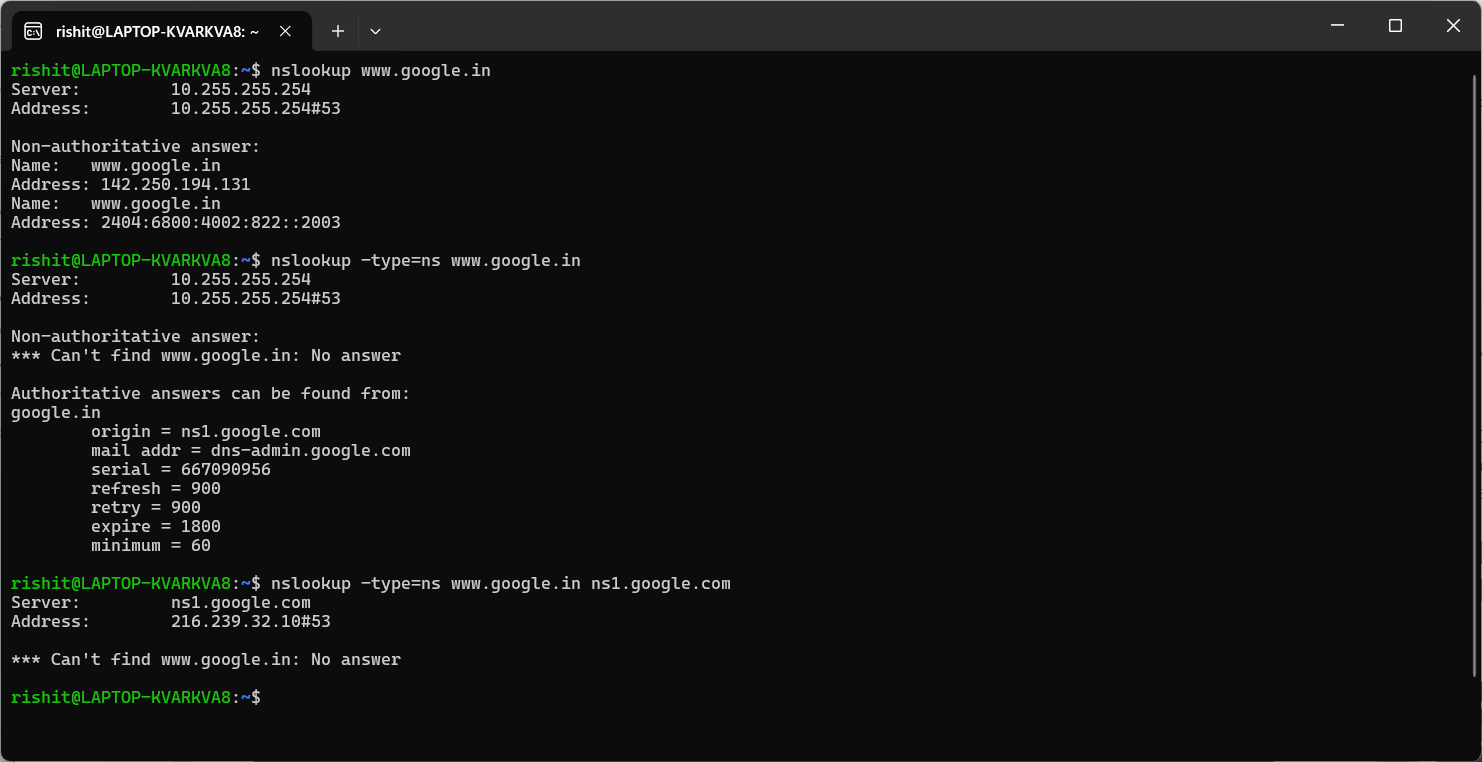 rishit@LAPTOP-KVARKVA8: ~
rishit@LAPTOP-KVARKVA8:~$ nslookup www.google.in
Server:         10.255.255.254
Address:        10.255.255.254#53

Non-authoritative answer:
Name:   www.google.in
Address: 142.250.194.131
Name:   www.google.in
Address: 2404:6800:4002:822::2003

rishit@LAPTOP-KVARKVA8:~$ nslookup -type=ns www.google.in
Server:         10.255.255.254
Address:        10.255.255.254#53

Non-authoritative answer:
*** Can't find www.google.in: No answer

Authoritative answers can be found from:
google.in
        origin = ns1.google.com
        mail addr = dns-admin.google.com
        serial = 667090956
        refresh = 900
        retry = 900
        expire = 1800
        minimum = 60

rishit@LAPTOP-KVARKVA8:~$ nslookup -type=ns www.google.in ns1.google.com
Server:         ns1.google.com
Address:        216.239.32.10#53

*** Can't find www.google.in: No answer

rishit@LAPTOP-KVARKVA8:~$